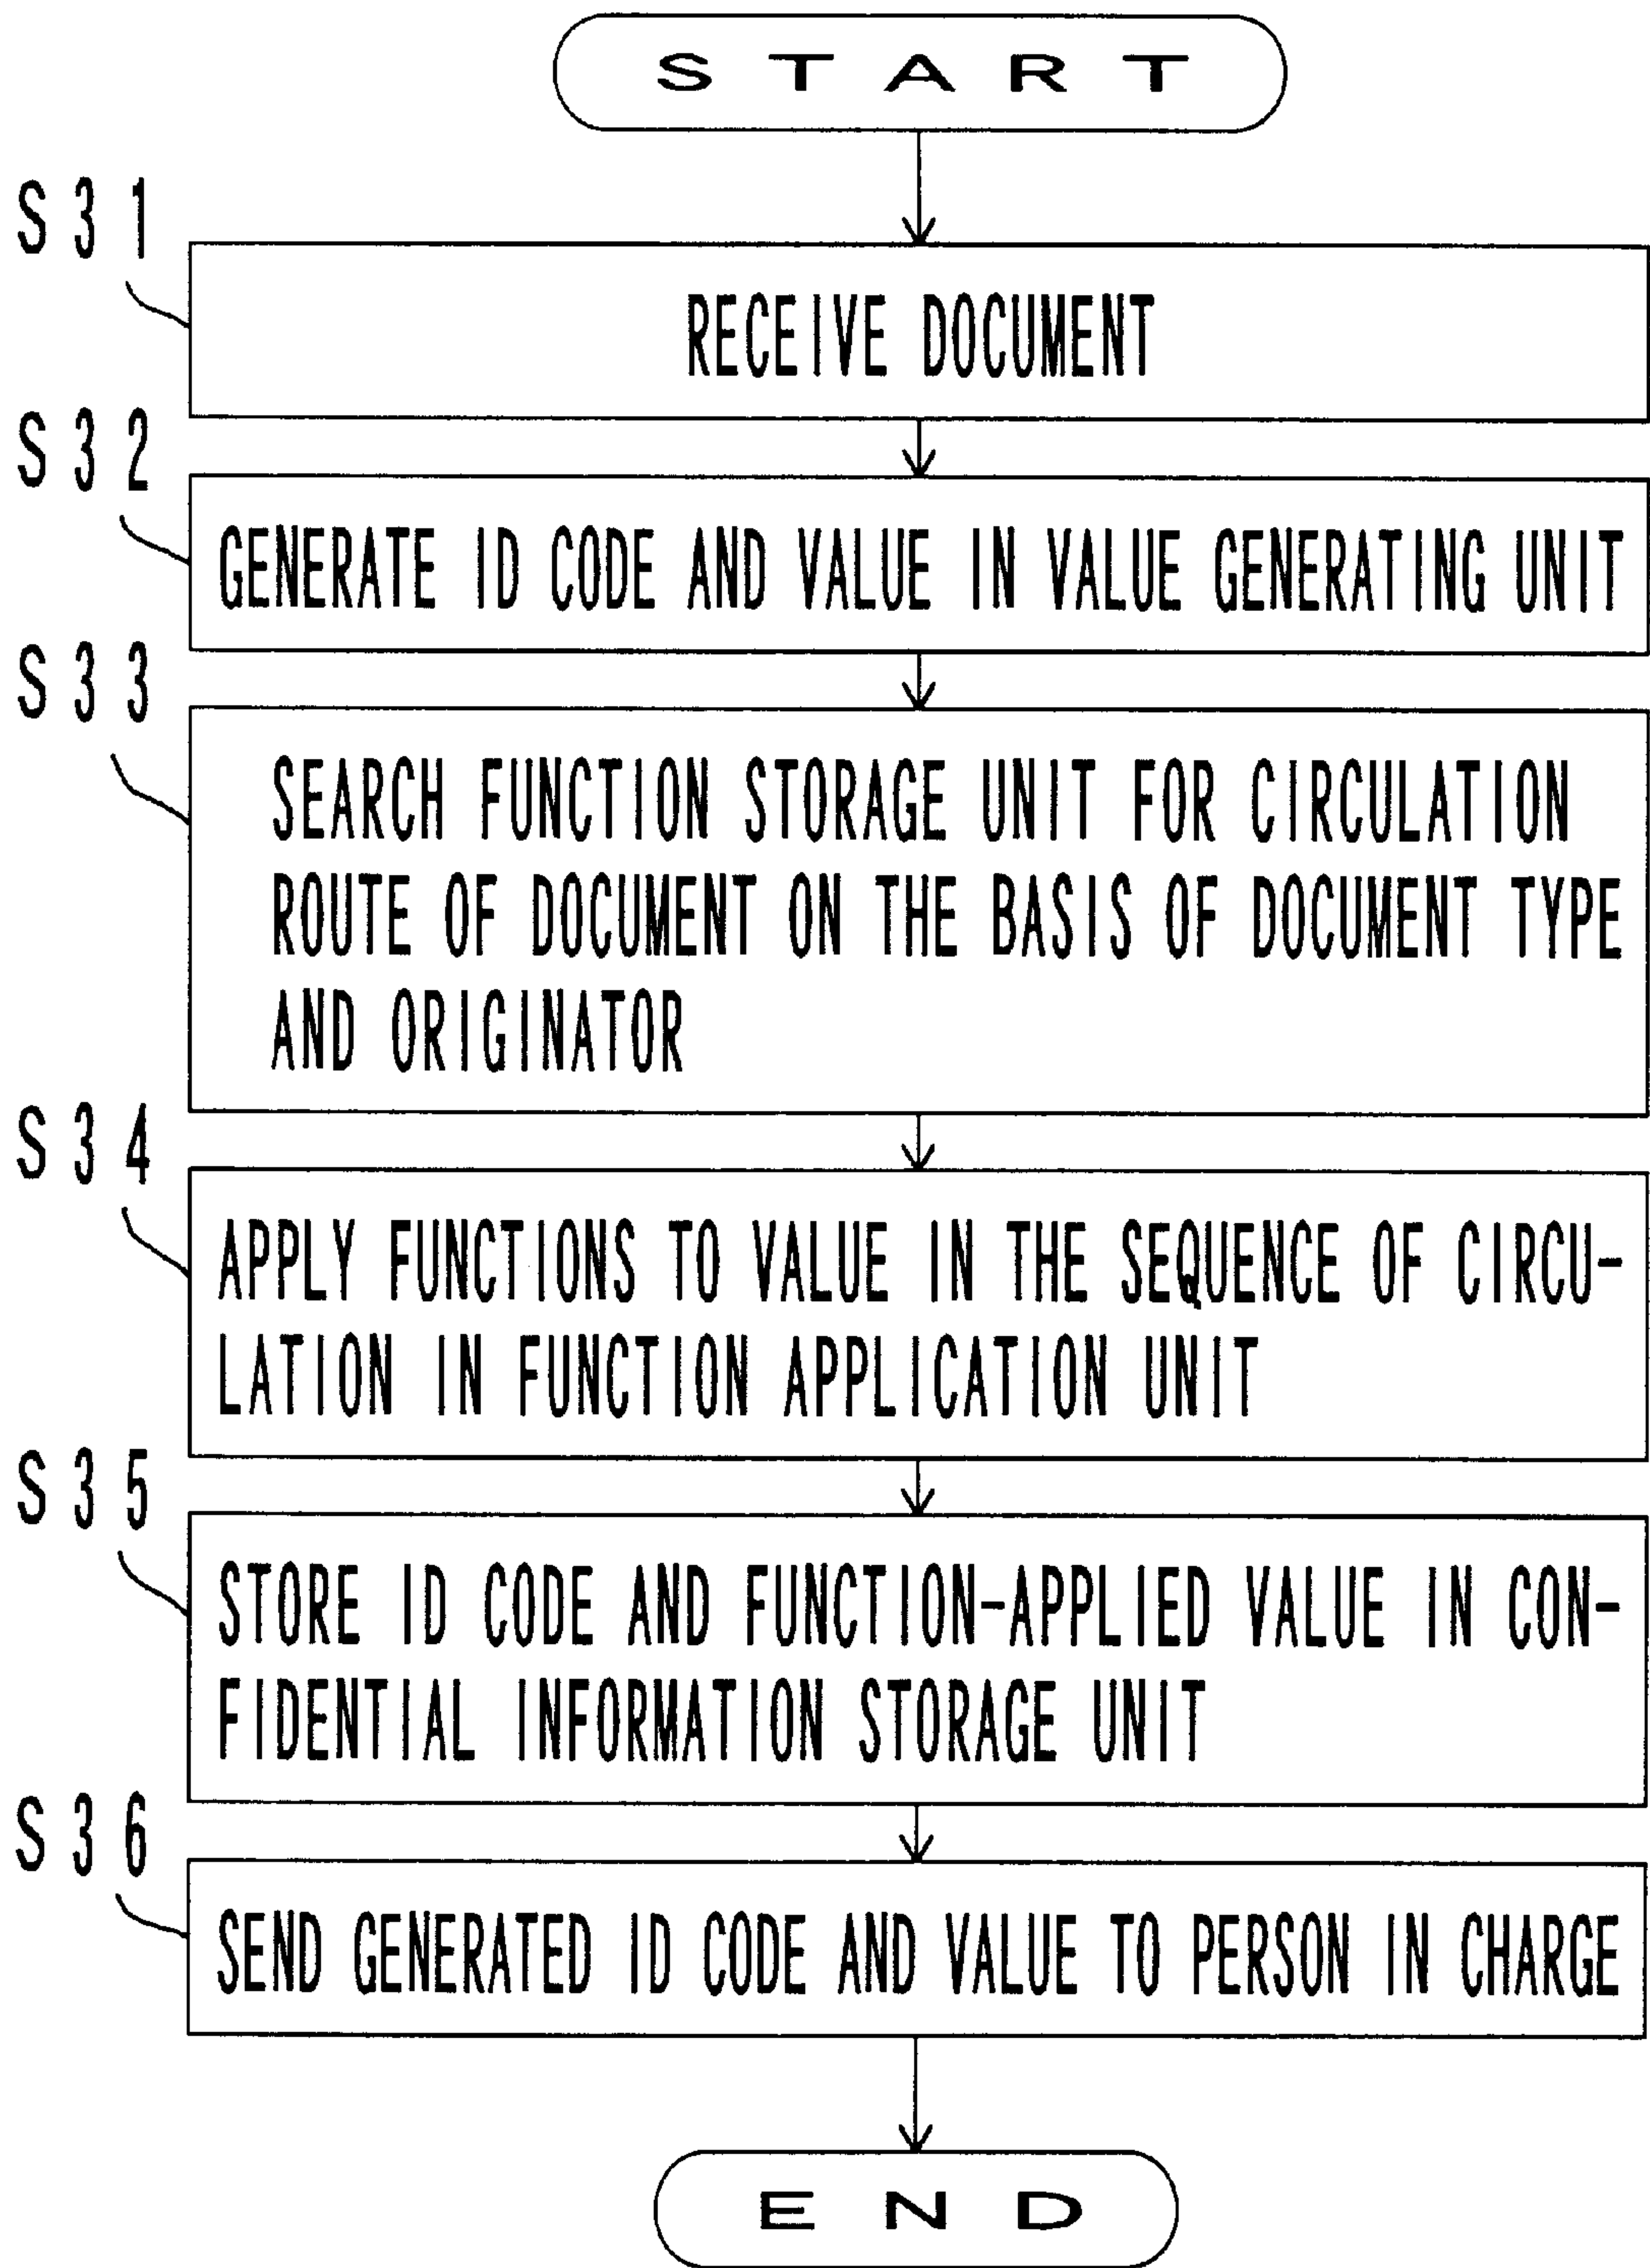 START
S31
RECEIVE DOCUMENT
S32
GENERATE ID CODE AND VALUE IN VALUE GENERATING UNIT
S33
SEARCH FUNCTION STORAGE UNIT FOR CIRCULATION
ROUTE OF DOCUMENT ON THE BASIS OF DOCUMENT TYPE
AND ORIGINATOR
S34
APPLY FUNCTIONS TO VALUE IN THE SEQUENCE OF CIRCU-
LATION IN FUNCTION APPLICATION UNIT
S35
STORE ID CODE AND FUNCTION-APPLIED VALUE IN CON-
FIDENTIAL INFORMATION STORAGE UNIT
S36
SEND GENERATED ID CODE AND VALUE TO PERSON IN CHARGE
END